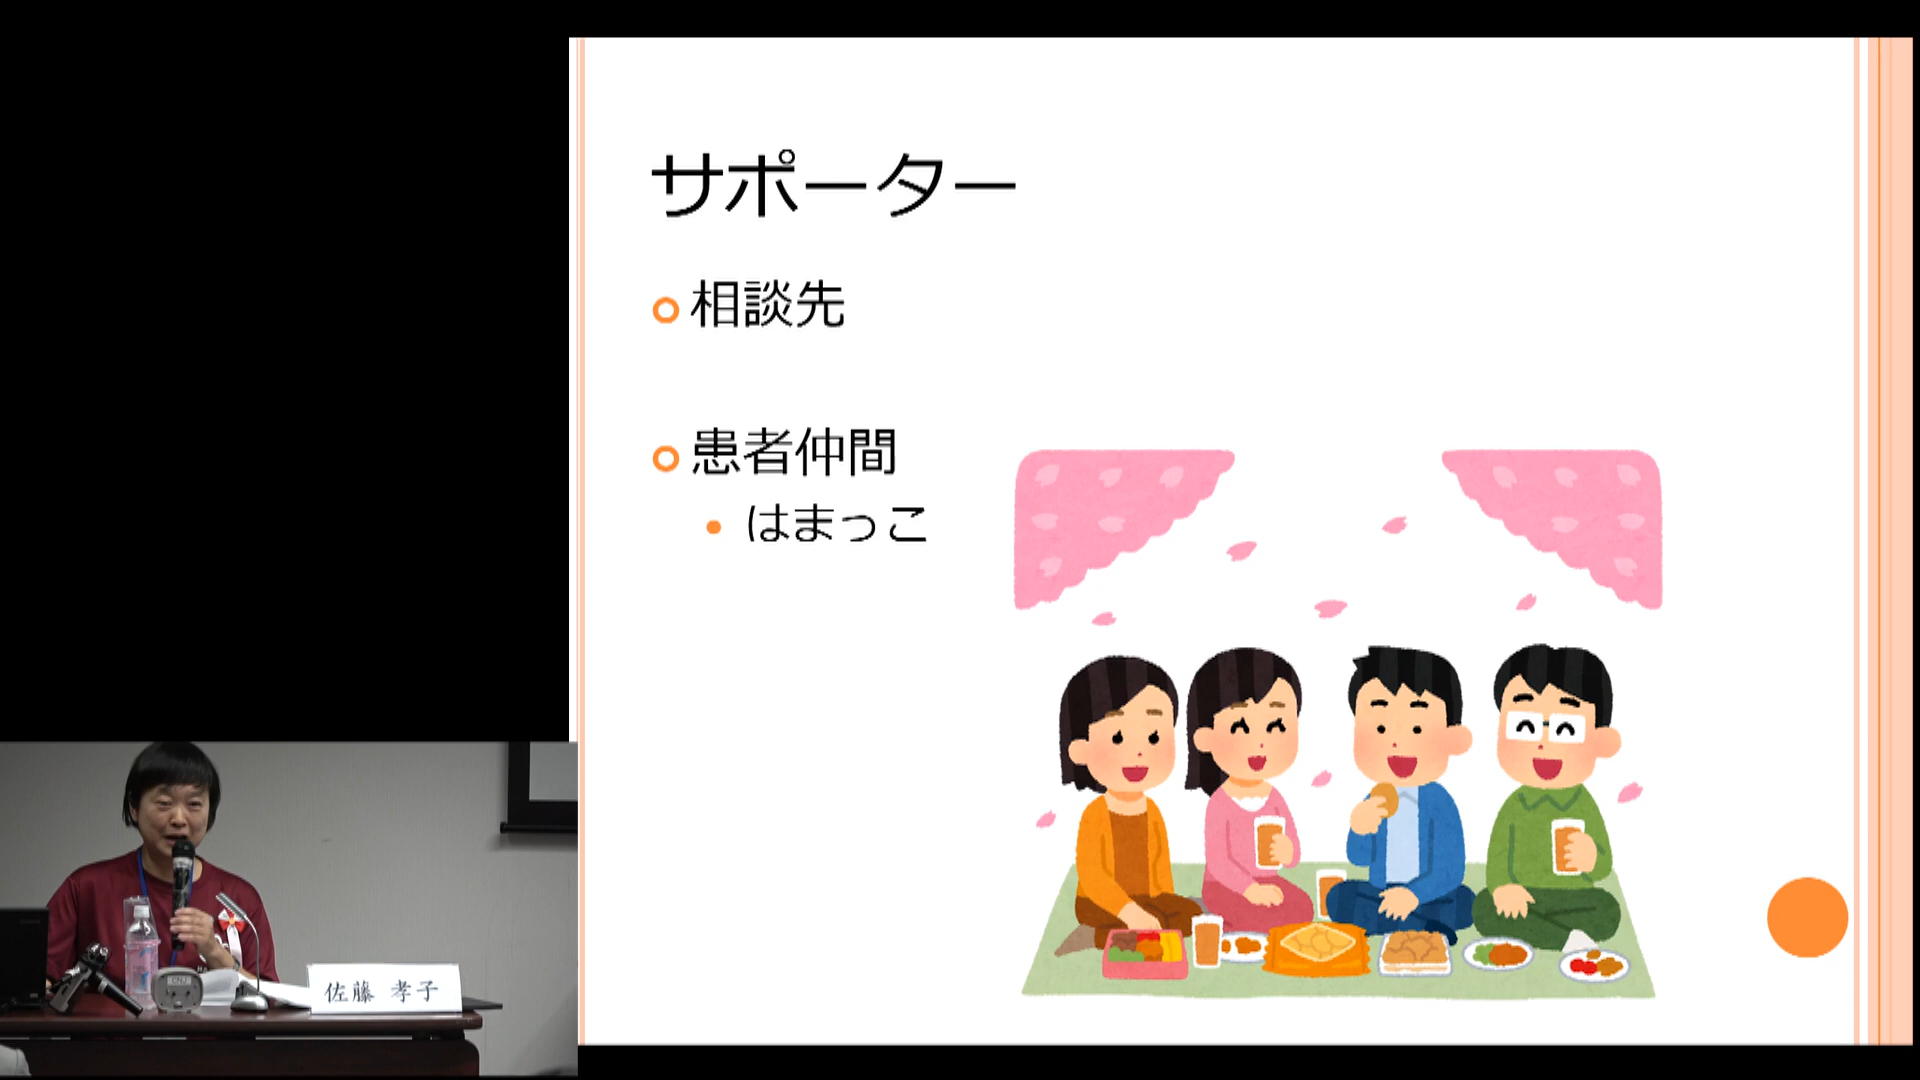 サポーター
相談先
患者仲間
はまっこ
佐藤 孝子